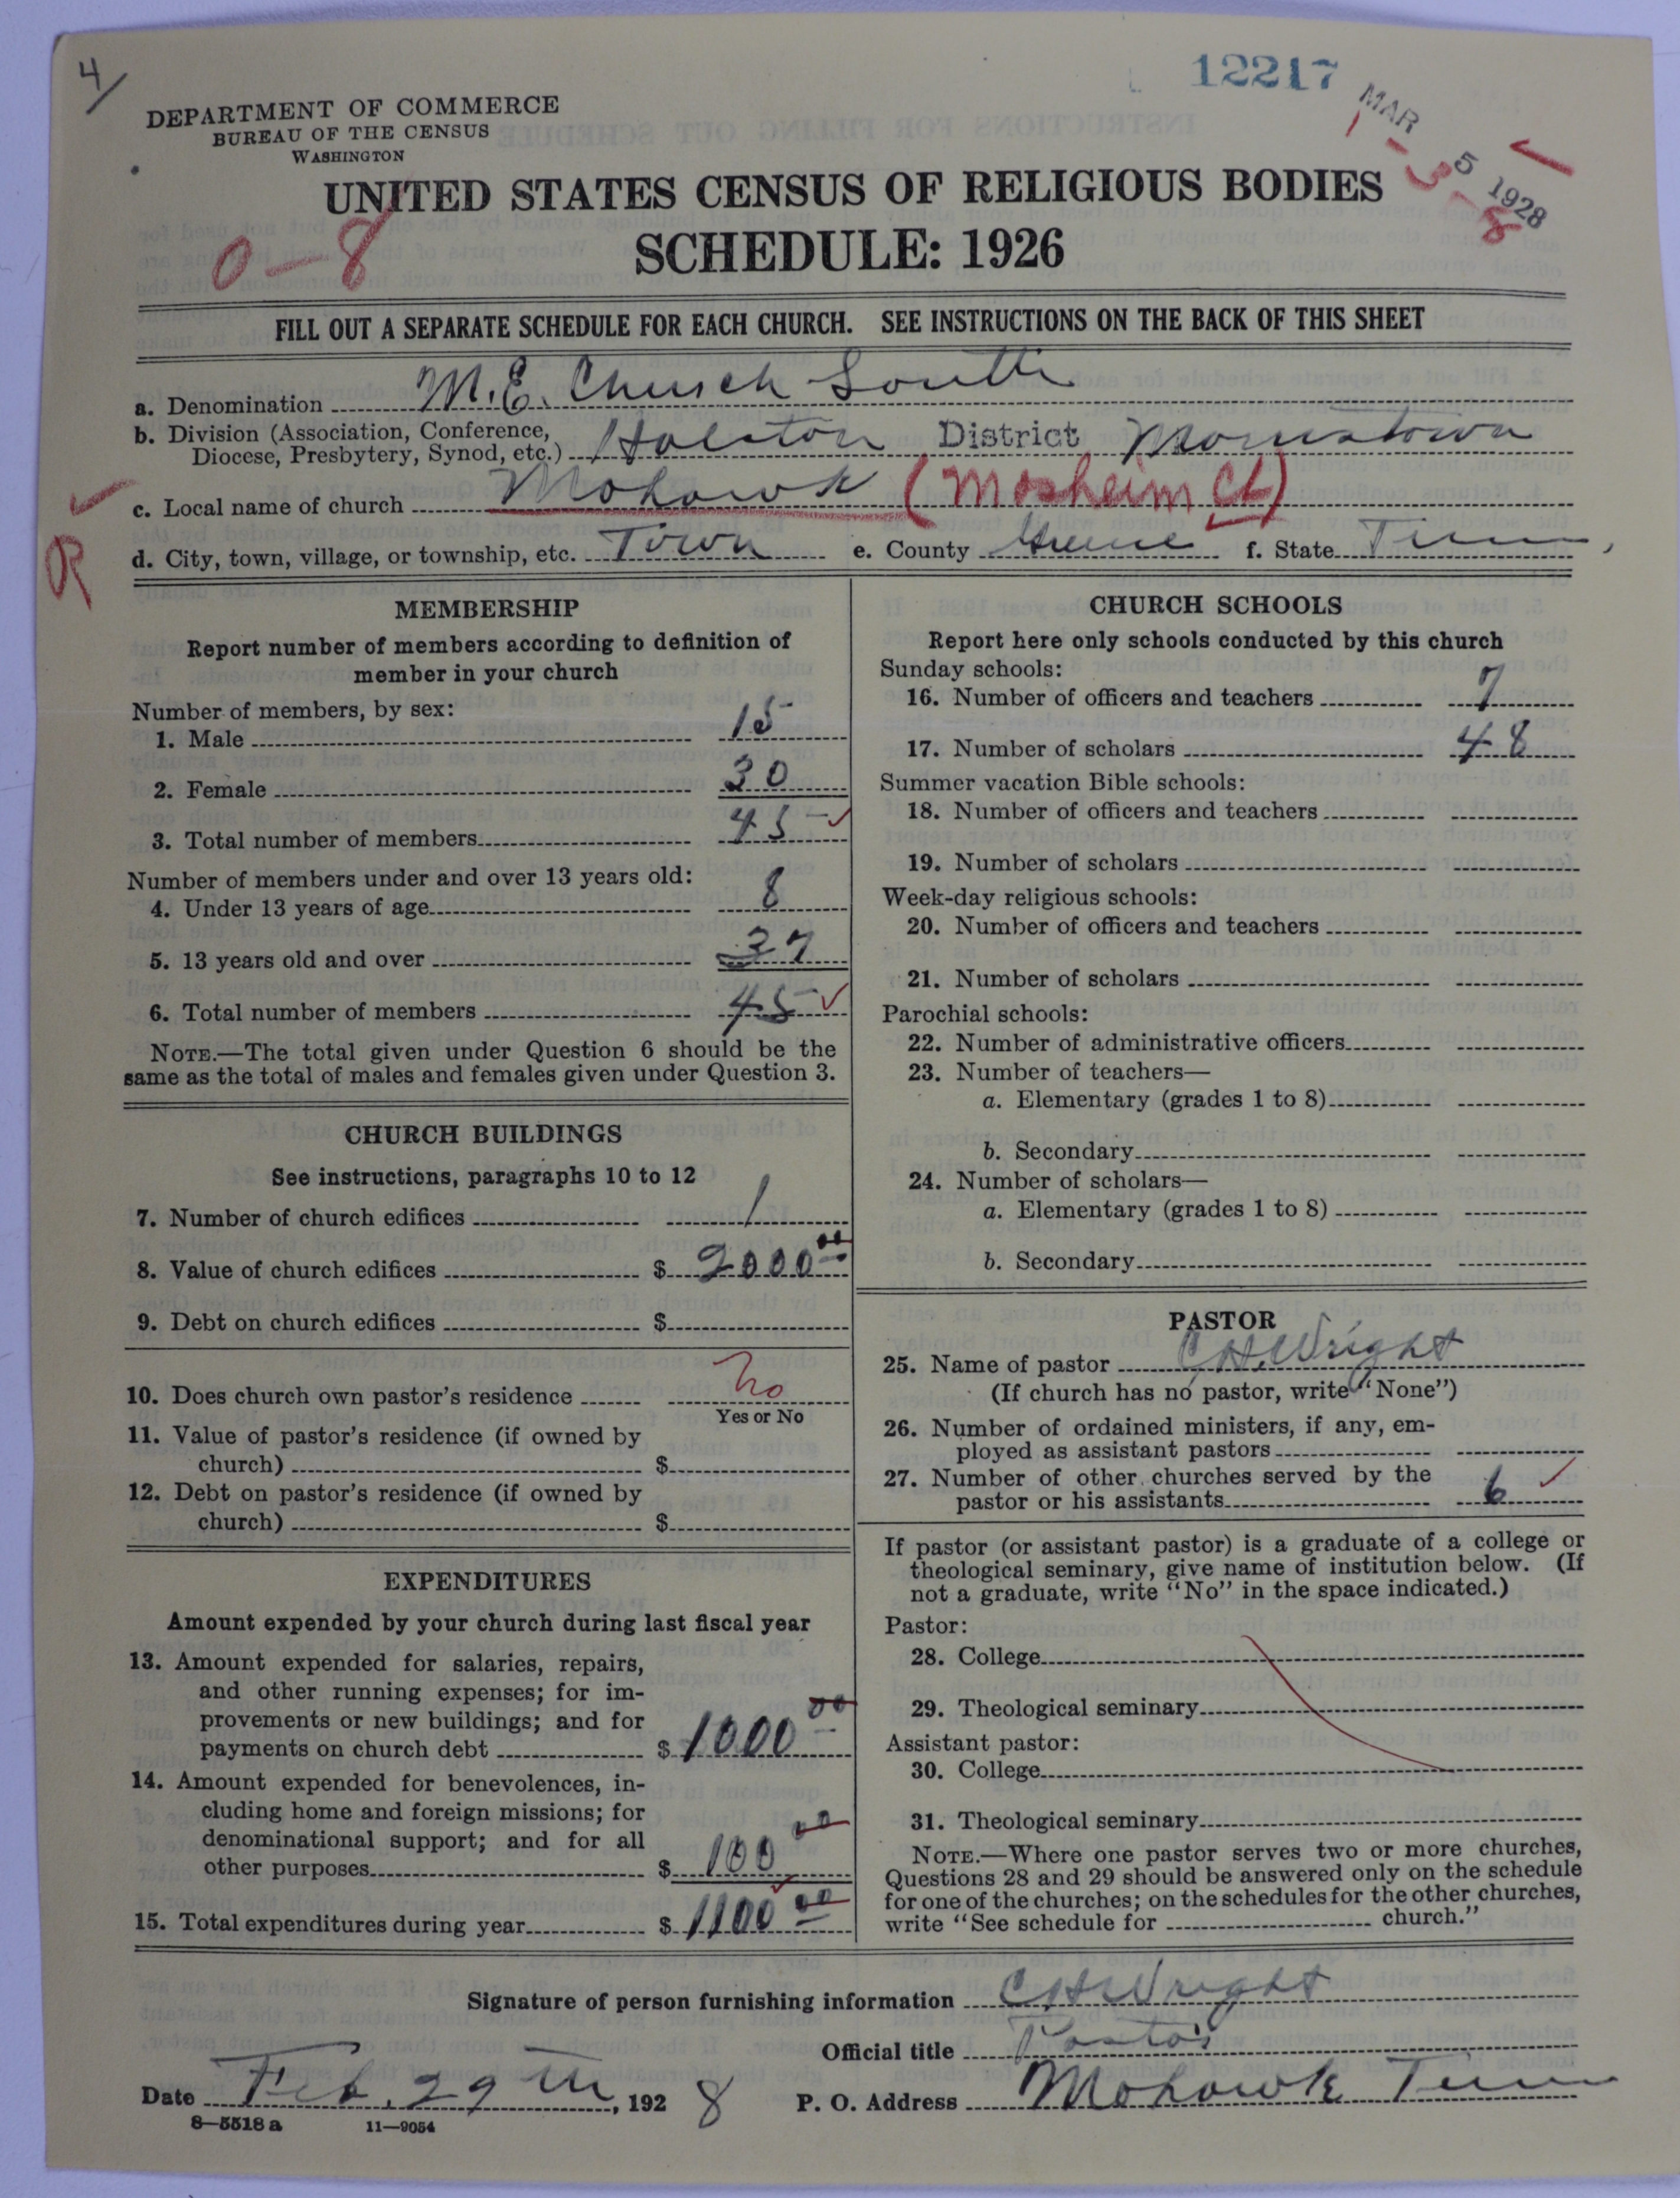 4/
12217
DEPARTMENT OF COMMERCE
BUREAU OF THE CENSUS
WASHINGTON
MAR 5 1928
1-3-8
UNITED STATES CENSUS OF RELIGIOUS BODIES
0-8
SCHEDULE: 1926
FILL OUT A SEPARATE SCHEDULE FOR EACH CHURCH. SEE INSTRUCTIONS ON THE BACK OF THIS SHEET
a. Denomination M.E. Church South
b. Division (Association, Conference,
Diocese, Presbytery, Synod, etc.) Holston District Morristown
c. Local name of church Mohawk (Mosheim Ct)
R
d. City, town, village, or township, etc. Town e. County Greene f. State Tenn,
MEMBERSHIP
Report number of members according to definition of
member in your church
Number of members, by sex:
1. Male 15
2. Female 30
3. Total number of members 45
Number of members under and over 13 years old:
4. Under 13 years of age 8
5. 13 years old and over 37
6. Total number of members 45
NOTE.—The total given under Question 6 should be the
same as the total of males and females given under Question 3.
CHURCH BUILDINGS
See instructions, paragraphs 10 to 12
7. Number of church edifices 1
8. Value of church edifices $ 2000 00
9. Debt on church edifices $
10. Does church own pastor's residence No
Yes or No
11. Value of pastor's residence (if owned by
church) $
12. Debt on pastor's residence (if owned by
church) $
EXPENDITURES
Amount expended by your church during last fiscal year
13. Amount expended for salaries, repairs,
and other running expenses; for im-
provements or new buildings; and for
payments on church debt $ 1000 00
14. Amount expended for benevolences, in-
cluding home and foreign missions; for
denominational support; and for all
other purposes $ 100 00
15. Total expenditures during year $ 1100 00
CHURCH SCHOOLS
Report here only schools conducted by this church
Sunday schools:
16. Number of officers and teachers 7
17. Number of scholars 48
Summer vacation Bible schools:
18. Number of officers and teachers
19. Number of scholars
Week-day religious schools:
20. Number of officers and teachers
21. Number of scholars
Parochial schools:
22. Number of administrative officers
23. Number of teachers—
a. Elementary (grades 1 to 8)
b. Secondary
24. Number of scholars—
a. Elementary (grades 1 to 8)
b. Secondary
PASTOR
25. Name of pastor C H Wright
(If church has no pastor, write "None")
26. Number of ordained ministers, if any, em-
ployed as assistant pastors
27. Number of other churches served by the
pastor or his assistants 6
If pastor (or assistant pastor) is a graduate of a college or
theological seminary, give name of institution below. (If
not a graduate, write "No" in the space indicated.)
Pastor:
28. College
29. Theological seminary
Assistant pastor:
30. College
31. Theological seminary
NOTE.—Where one pastor serves two or more churches,
Questions 28 and 29 should be answered only on the schedule
for one of the churches; on the schedules for the other churches,
write "See schedule for church."
Signature of person furnishing information C H Wright
Official title Pastor
Date Feb. 29th, 1928 P. O. Address Mohawk Tenn
8—5518 a 11—9054